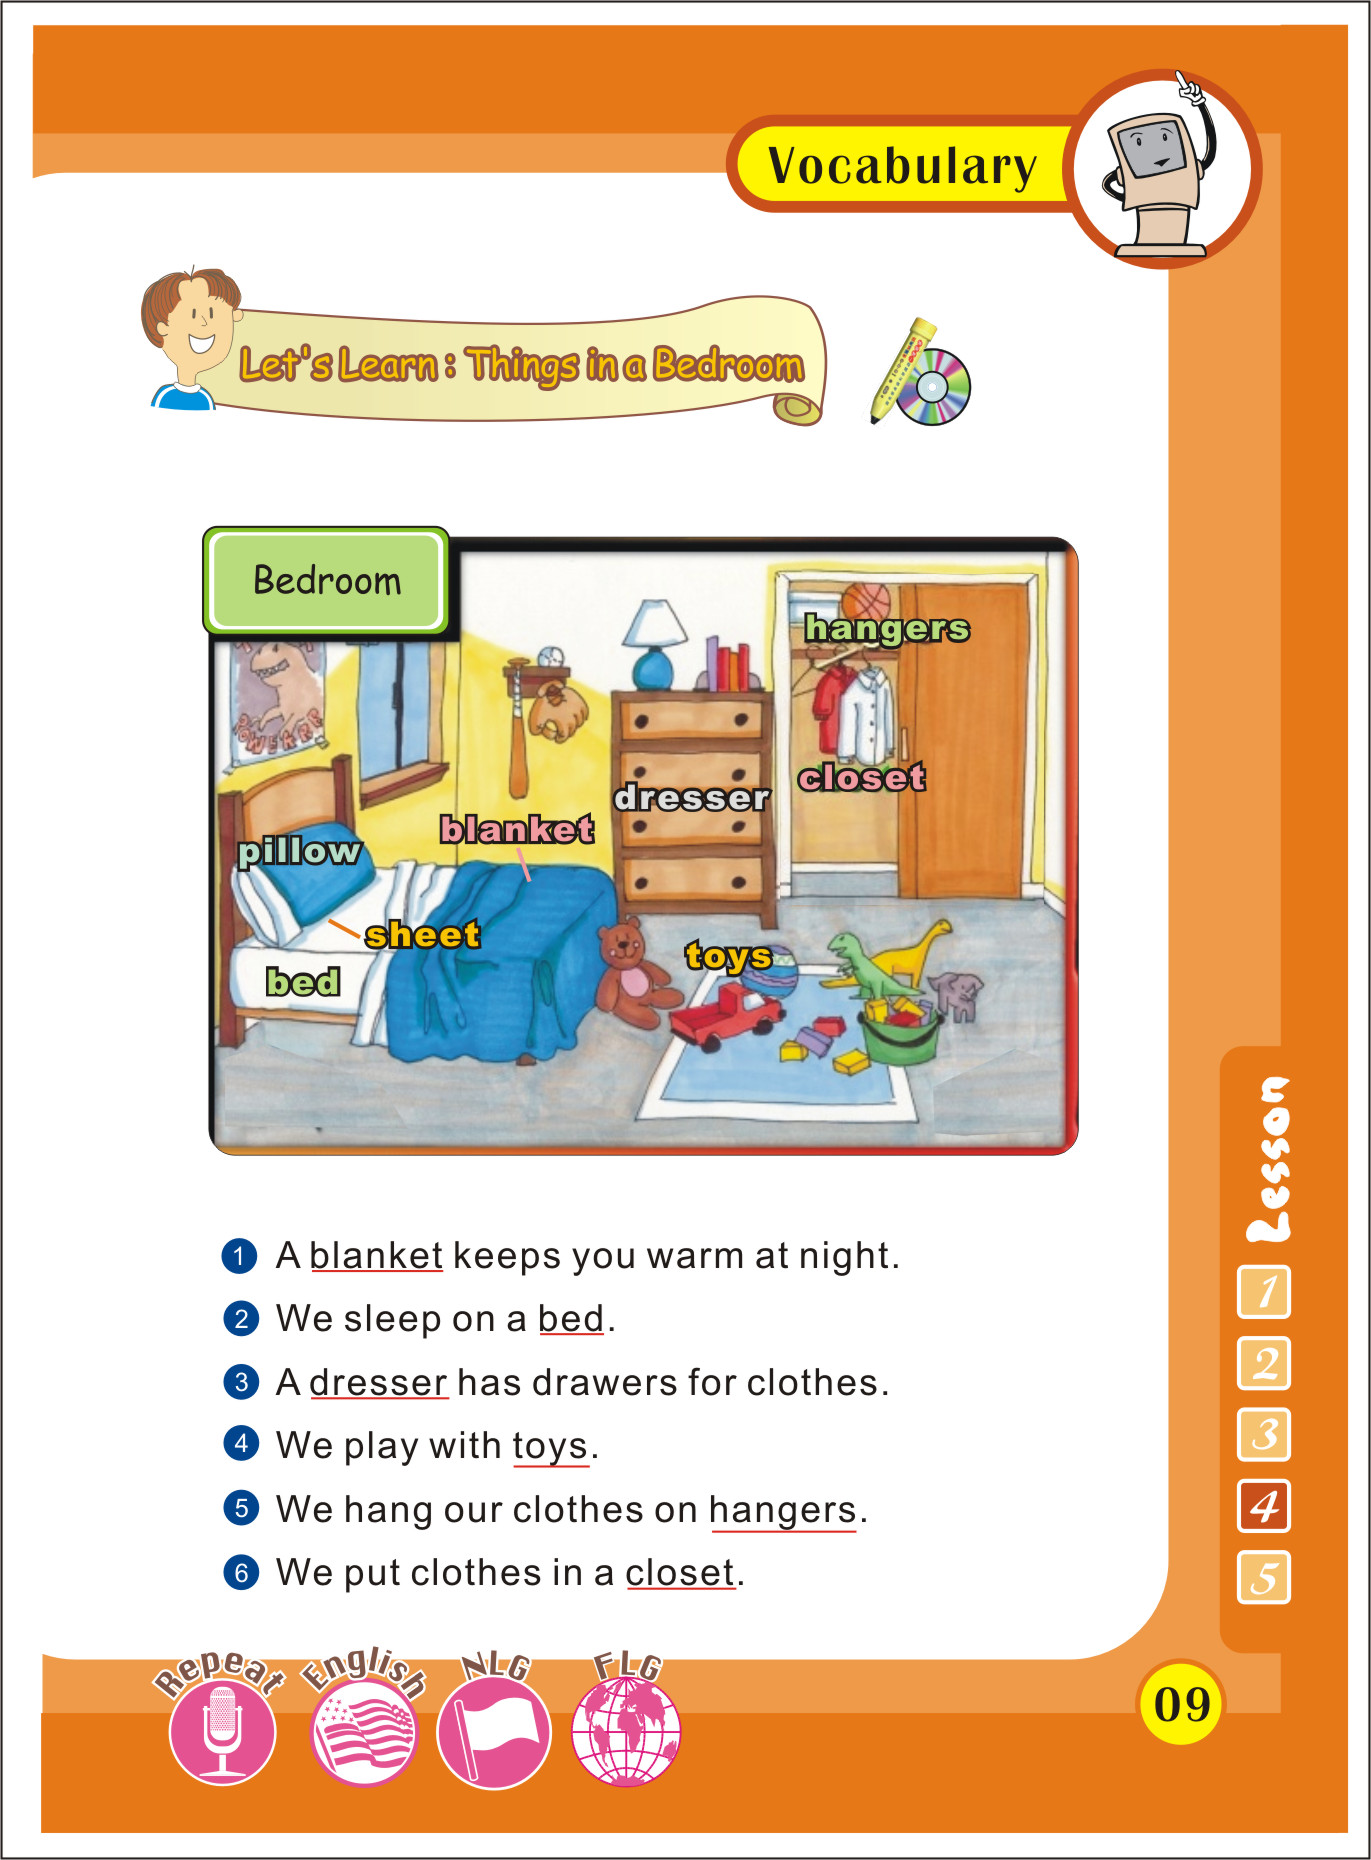 Vocabulary
Let's Learn : Things in a Bedroom
Bedroom
POWER
hangers
closet
dresser
blanket
pillow
sheet
toys
bed
1 A blanket keeps you warm at night.
2 We sleep on a bed.
3 A dresser has drawers for clothes.
4 We play with toys.
5 We hang our clothes on hangers.
6 We put clothes in a closet.
Lesson
1
2
3
4
5
Repeat English NLG FLG
09